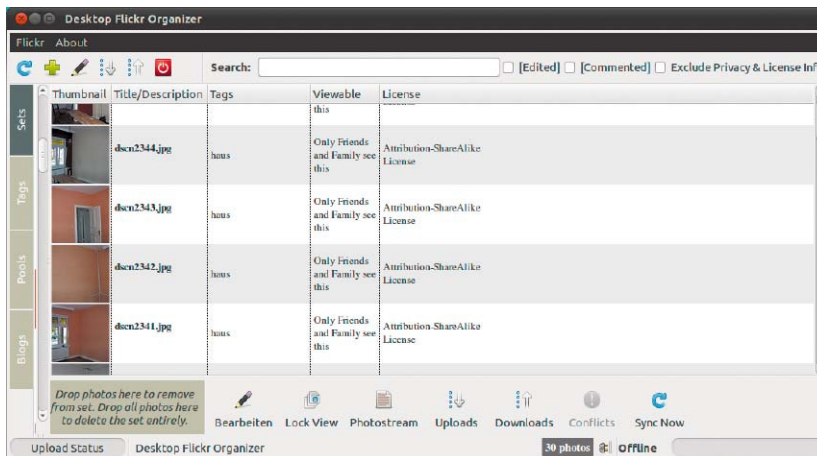 Desktop Flickr Organizer
Flickr About
Search: [Edited] [Commented] Exclude Privacy & License Inf
Sets
Tags
Pools
Blogs
Thumbnail Title/Description Tags Viewable License
this
dscn2344.jpg haus Only Friends and Family see this Attribution-ShareAlike License
dscn2343.jpg haus Only Friends and Family see this Attribution-ShareAlike License
dscn2342.jpg haus Only Friends and Family see this Attribution-ShareAlike License
dscn2341.jpg haus Only Friends and Family see this Attribution-ShareAlike License
Drop photos here to remove
from set. Drop all photos here
to delete the set entirely.
Bearbeiten Lock View Photostream Uploads Downloads Conflicts Sync Now
Upload Status Desktop Flickr Organizer 30 photos Offline